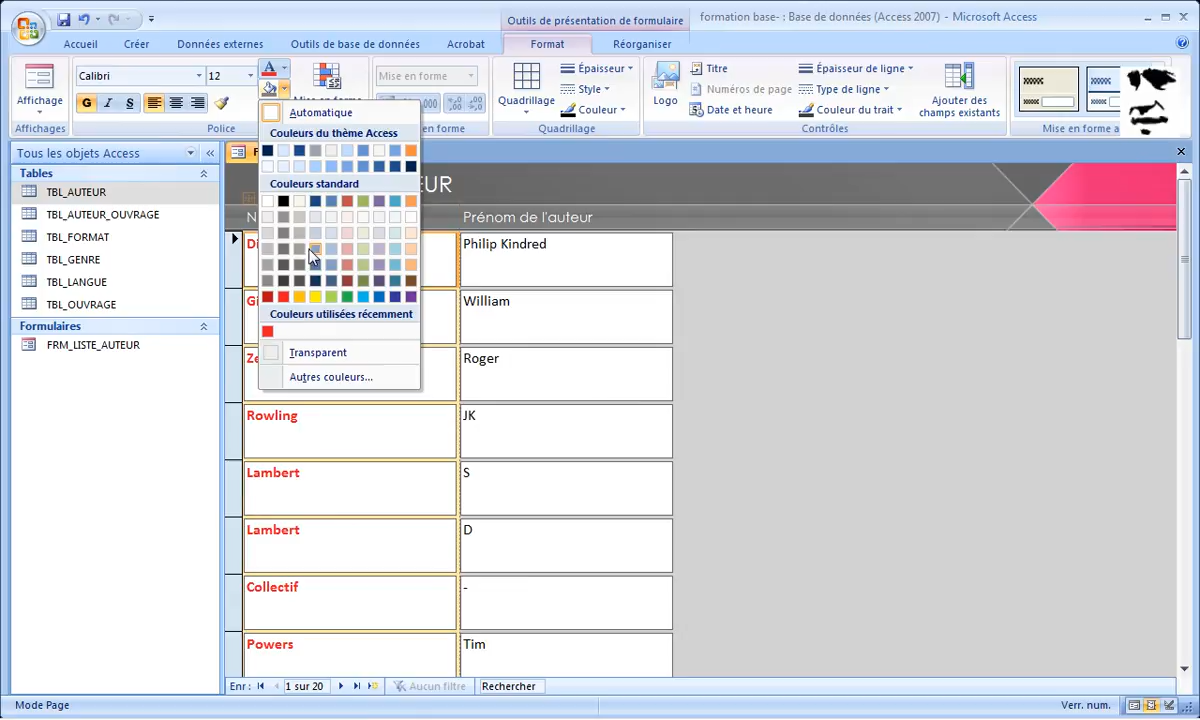 Outils de présentation de formulaire
formation base- : Base de données (Access 2007) - Microsoft Access
Accueil
Créer
Données externes
Outils de base de données
Acrobat
Format
Réorganiser
Affichage
Affichages
Calibri
12
G
I
S
Police
Mise en forme
Quadrillage
Épaisseur
Style
Couleur
Quadrillage
Logo
Titre
Numéros de page
Date et heure
Épaisseur de ligne
Type de ligne
Couleur du trait
Ajouter des
champs existants
Contrôles
Mise en forme a
Automatique
Couleurs du thème Access
Couleurs standard
Couleurs utilisées récemment
Transparent
Autres couleurs...
Tous les objets Access
Tables
TBL_AUTEUR
TBL_AUTEUR_OUVRAGE
TBL_FORMAT
TBL_GENRE
TBL_LANGUE
TBL_OUVRAGE
Formulaires
FRM_LISTE_AUTEUR
Prénom de l'auteur
Philip Kindred
William
Roger
Rowling JK
Lambert S
Lambert D
Collectif -
Powers Tim
Enr : 1 sur 20
Aucun filtre
Rechercher
Mode Page
Verr. num.